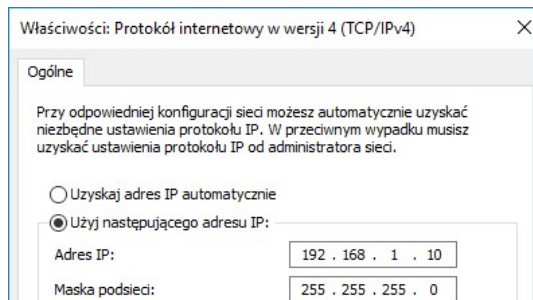 Właściwości: Protokół internetowy w wersji 4 (TCP/IPv4)
Ogólne
Przy odpowiedniej konfiguracji sieci możesz automatycznie uzyskać
niezbędne ustawienia protokołu IP. W przeciwnym wypadku musisz
uzyskać ustawienia protokołu IP od administratora sieci.
Uzyskaj adres IP automatycznie
Użyj następującego adresu IP:
Adres IP: 192 . 168 . 1 . 10
Maska podsieci: 255 . 255 . 255 . 0